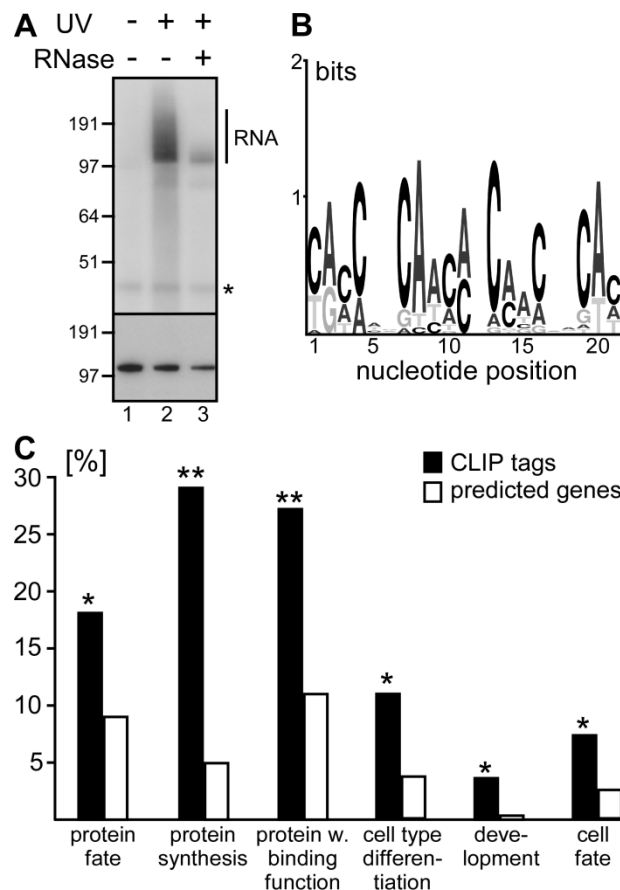 A UV - + +
RNase - - +
191
97
64
51
RNA
*
191
97
1 2 3
B
2
bits
1
1 5 10 15 20
nucleotide position
C [%]
CLIP tags
predicted genes
30
25
20
15
10
5
* ** ** * * *
protein fate
protein synthesis
protein w. binding function
cell type differen-tiation
deve-lopment
cell fate